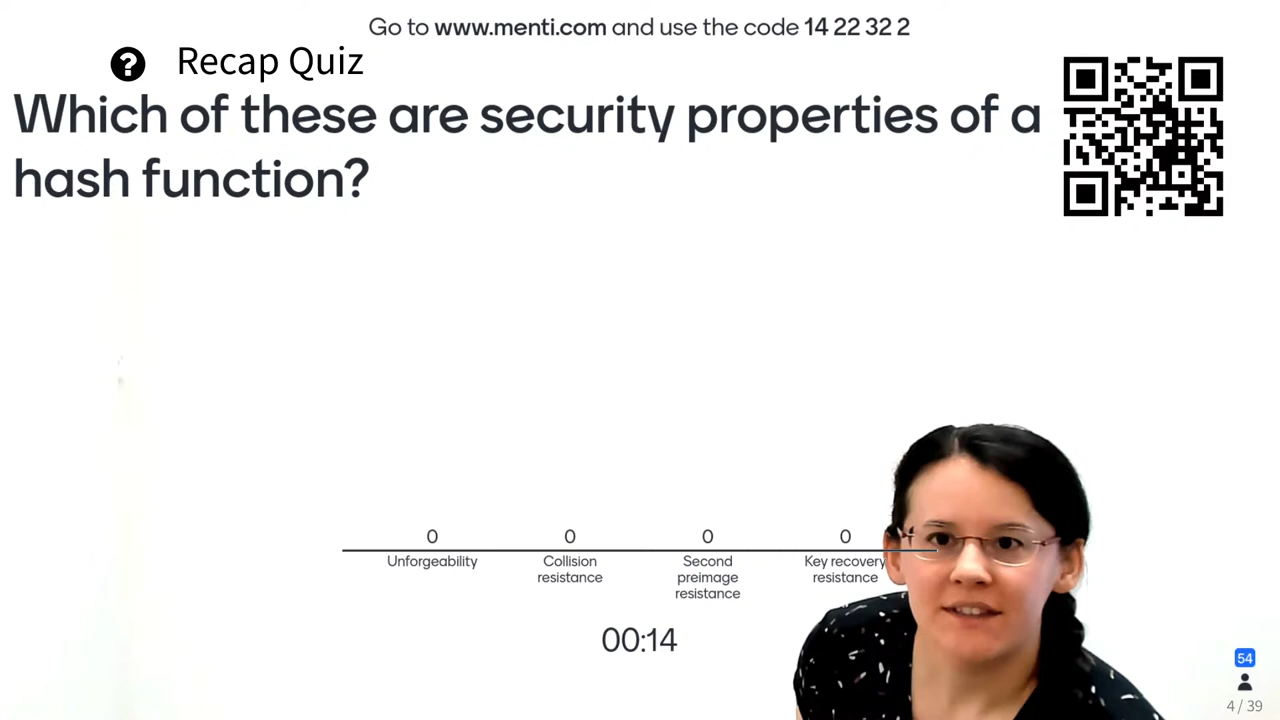 Go to www.menti.com and use the code 14 22 32 2
Recap Quiz
Which of these are security properties of a
hash function?
0
0
0
0
Unforgeability
Collision
resistance
Second
preimage
resistance
Key recovery
resistance
00:14
54
4 / 39